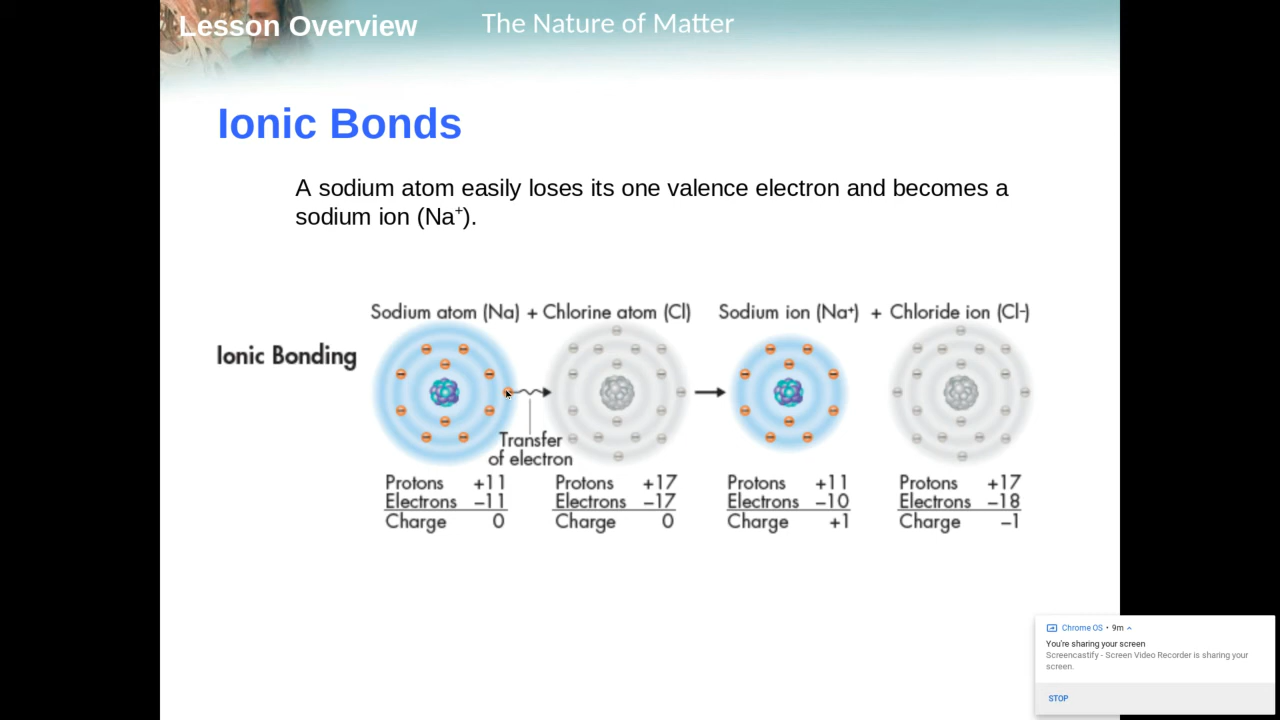 Lesson Overview The Nature of Matter
Ionic Bonds
A sodium atom easily loses its one valence electron and becomes a
sodium ion (Na⁺).
Sodium atom (Na) + Chlorine atom (Cl) Sodium ion (Na⁺) + Chloride ion (Cl⁻)
Ionic Bonding
Transfer
of electron
Protons +11 Protons +17 Protons +11 Protons +17
Electrons −11 Electrons −17 Electrons −10 Electrons −18
Charge 0 Charge 0 Charge +1 Charge −1
Chrome OS • 9m
You're sharing your screen
Screencastify - Screen Video Recorder is sharing your
screen.
STOP